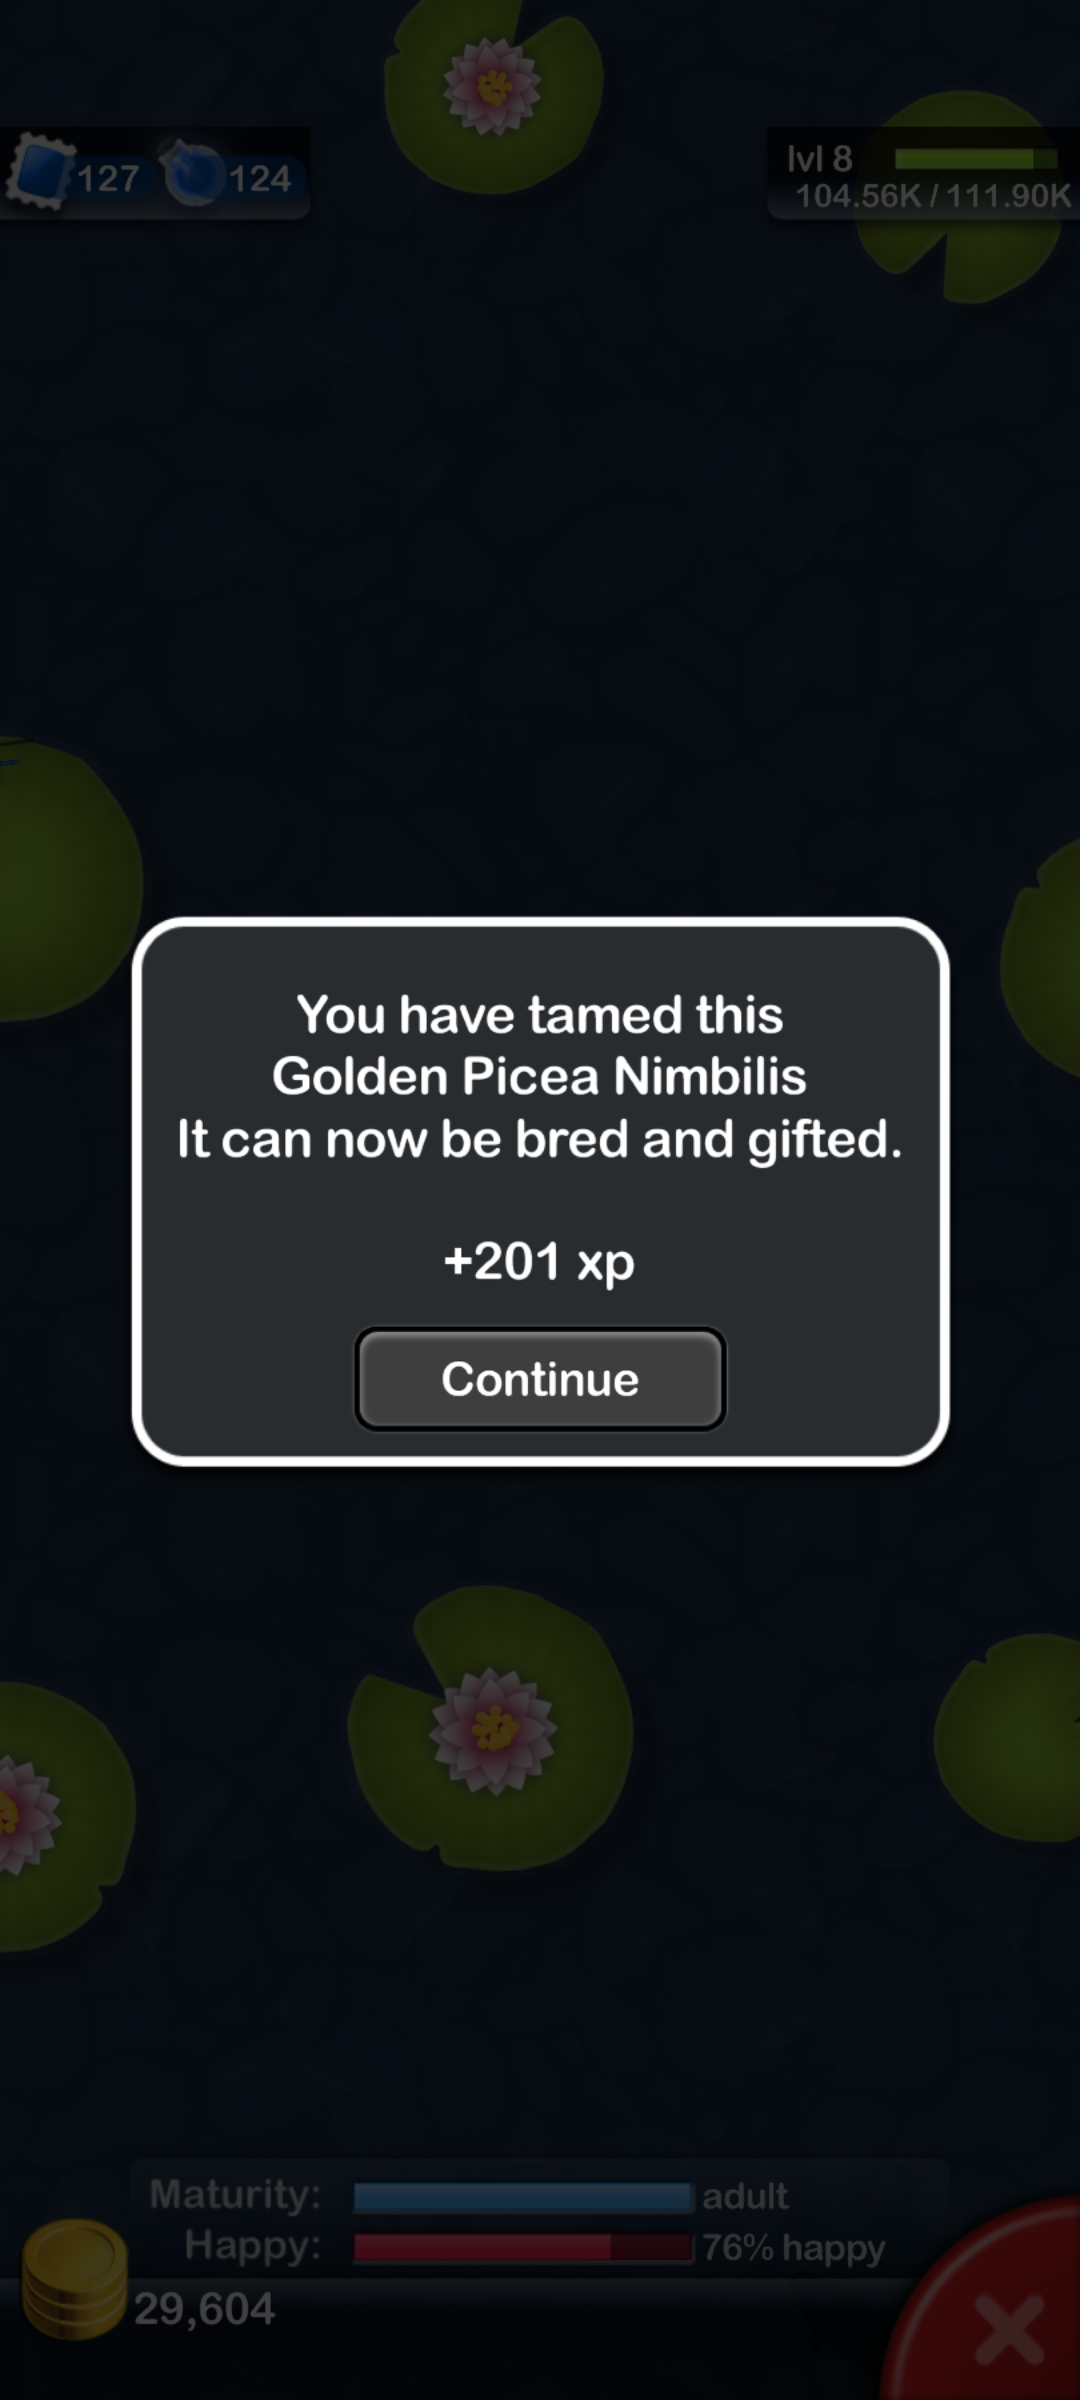 127 124
lvl 8
104.56K / 111.90K
You have tamed this
Golden Picea Nimbilis
It can now be bred and gifted.
+201 xp
Continue
Maturity: adult
Happy: 76% happy
29,604